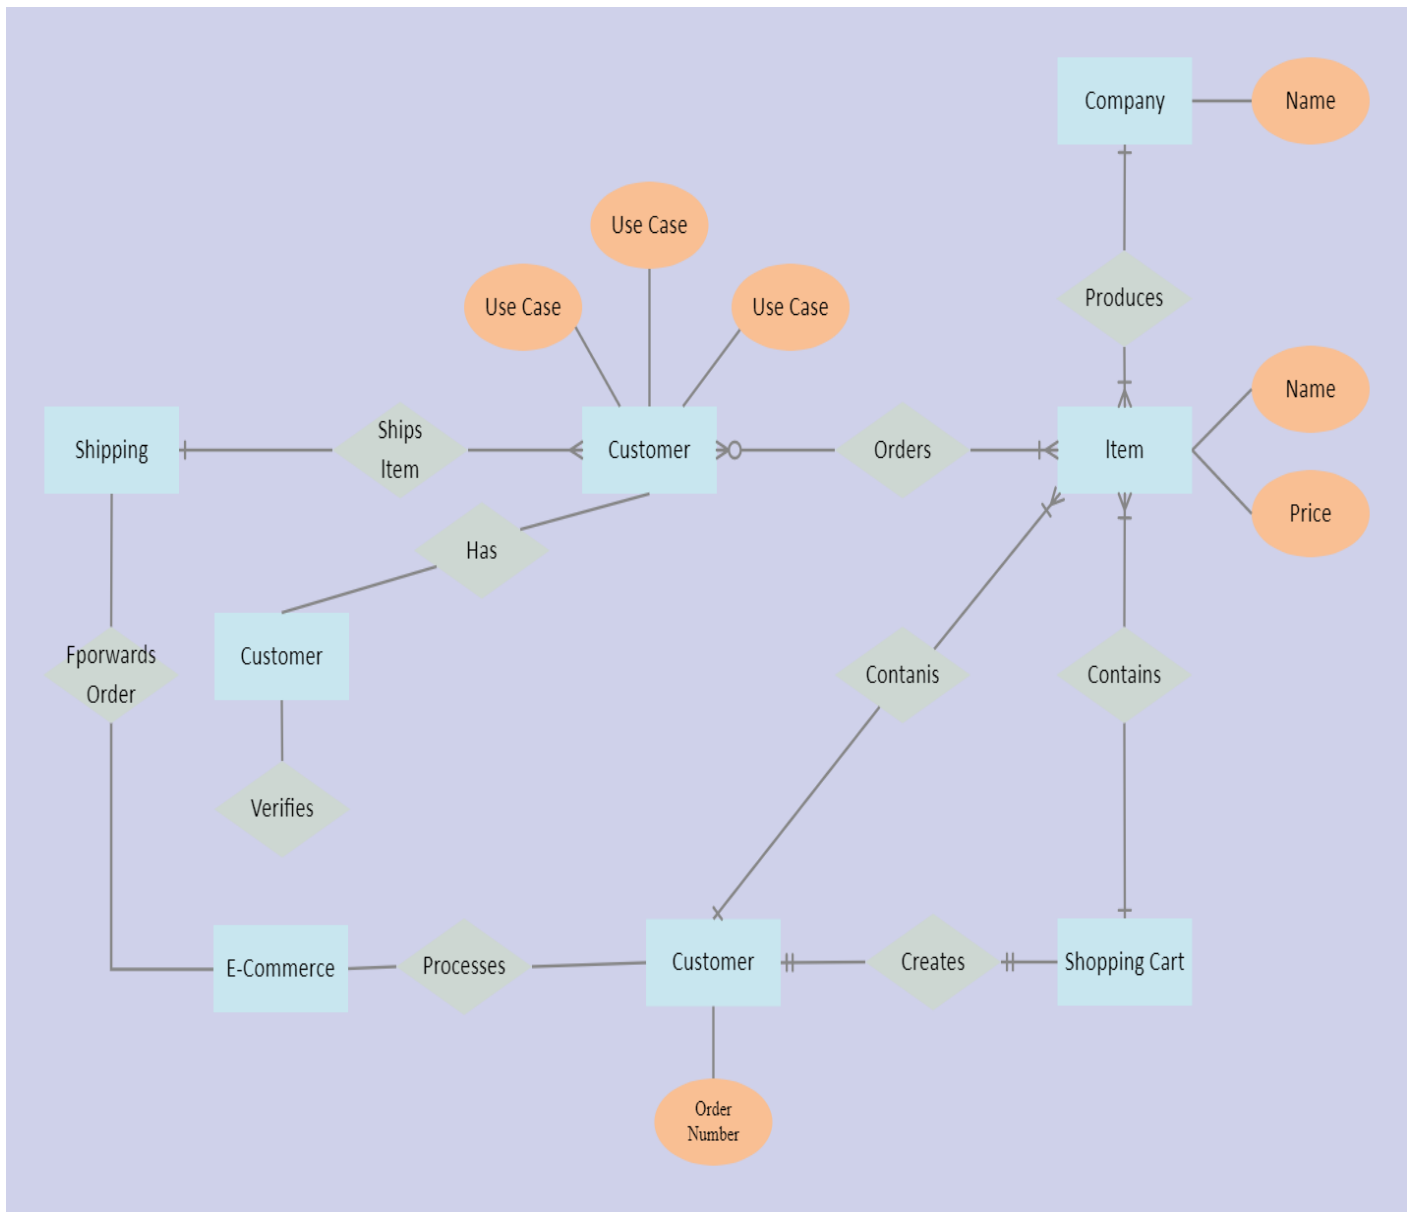 Company
Name
Use Case
Use Case
Use Case
Produces
Name
Shipping
Ships
Item
Customer
Orders
Item
Price
Has
Customer
Fporwards
Order
Contanis
Contains
Verifies
E-Commerce
Processes
Customer
Creates
Shopping Cart
Order
Number